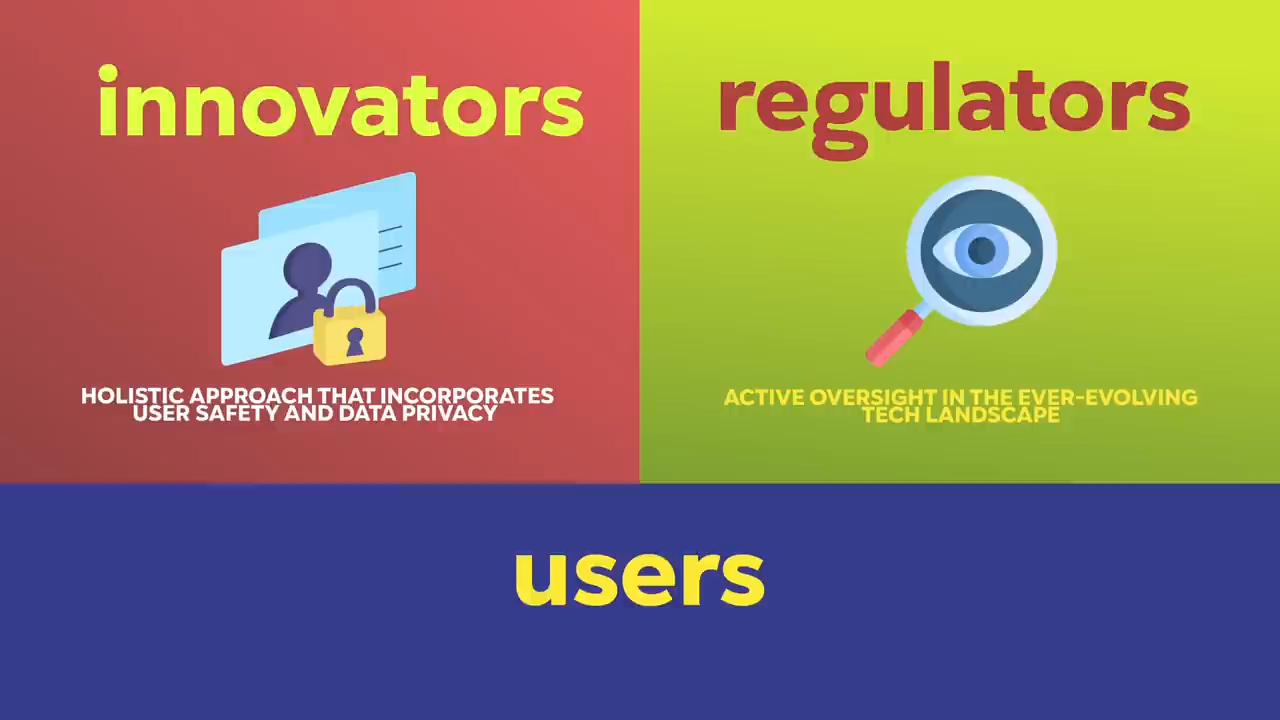 innovators
HOLISTIC APPROACH THAT INCORPORATES
USER SAFETY AND DATA PRIVACY
regulators
ACTIVE OVERSIGHT IN THE EVER-EVOLVING
TECH LANDSCAPE
users